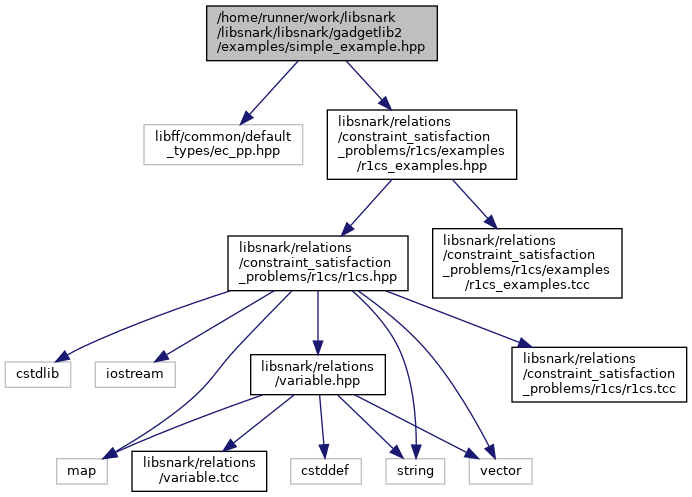 /home/runner/work/libsnark
/libsnark/libsnark/gadgetlib2
/examples/simple_example.hpp
libff/common/default
_types/ec_pp.hpp
libsnark/relations
/constraint_satisfaction
_problems/r1cs/examples
/r1cs_examples.hpp
libsnark/relations
/constraint_satisfaction
_problems/r1cs/r1cs.hpp
libsnark/relations
/constraint_satisfaction
_problems/r1cs/examples
/r1cs_examples.tcc
cstdlib
iostream
libsnark/relations
/variable.hpp
libsnark/relations
/constraint_satisfaction
_problems/r1cs/r1cs.tcc
map
libsnark/relations
/variable.tcc
cstddef
string
vector